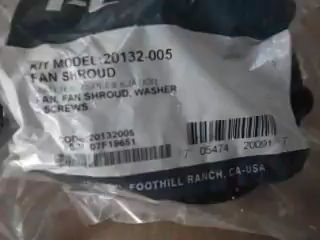 KIT MODEL:20132-005
FAN SHROUD
FAN, FAN SHROUD, WASHER
SCREWS
CODE: 20132005
S/N: 07F19651
7 05474 20091 7
FOOTHILL RANCH, CA-USA